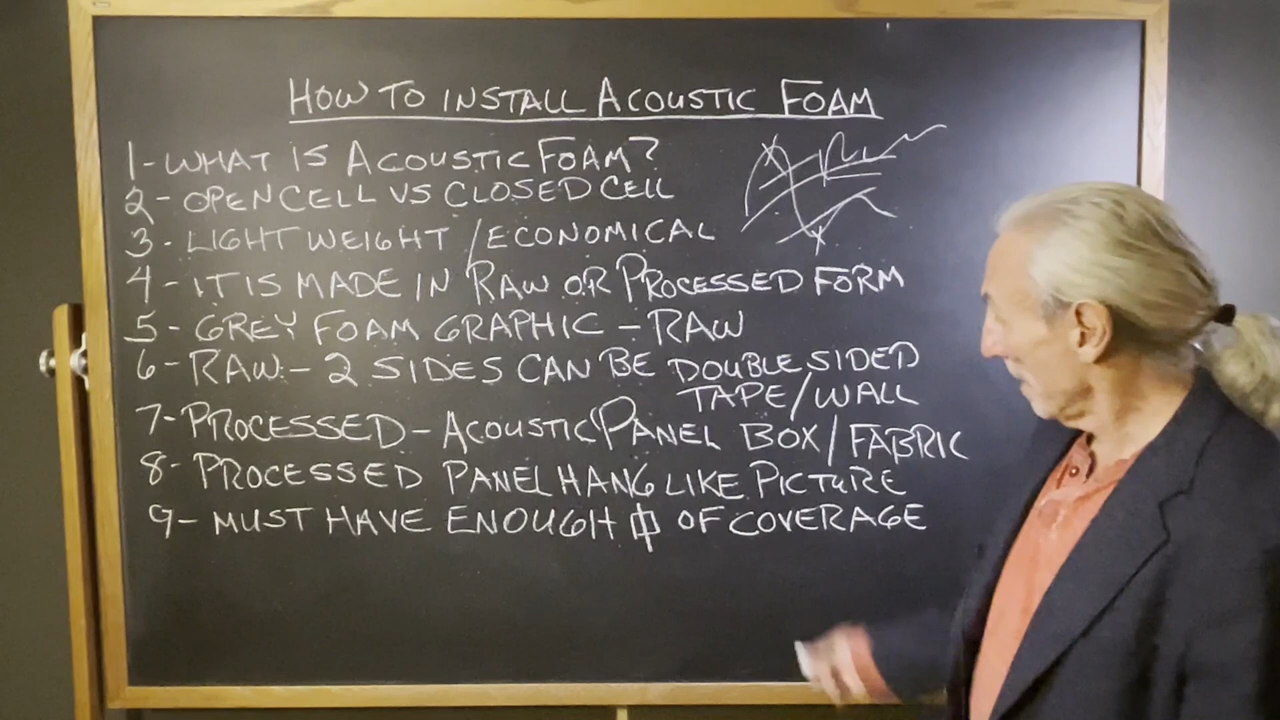 HOW TO INSTALL ACOUSTIC FOAM
1-WHAT IS ACOUSTIC FOAM?
2-OPEN CELL VS CLOSED CELL
3-LIGHT WEIGHT/ECONOMICAL
4-IT IS MADE IN RAW OR PROCESSED FORM
5-GREY FOAM GRAPHIC-RAW
6-RAW-2 SIDES CAN BE DOUBLE SIDED
TAPE/WALL
7-PROCESSED-ACOUSTIC PANEL BOX/FABRIC
8-PROCESSED PANEL HANG LIKE PICTURE
9-MUST HAVE ENOUGH OF COVERAGE